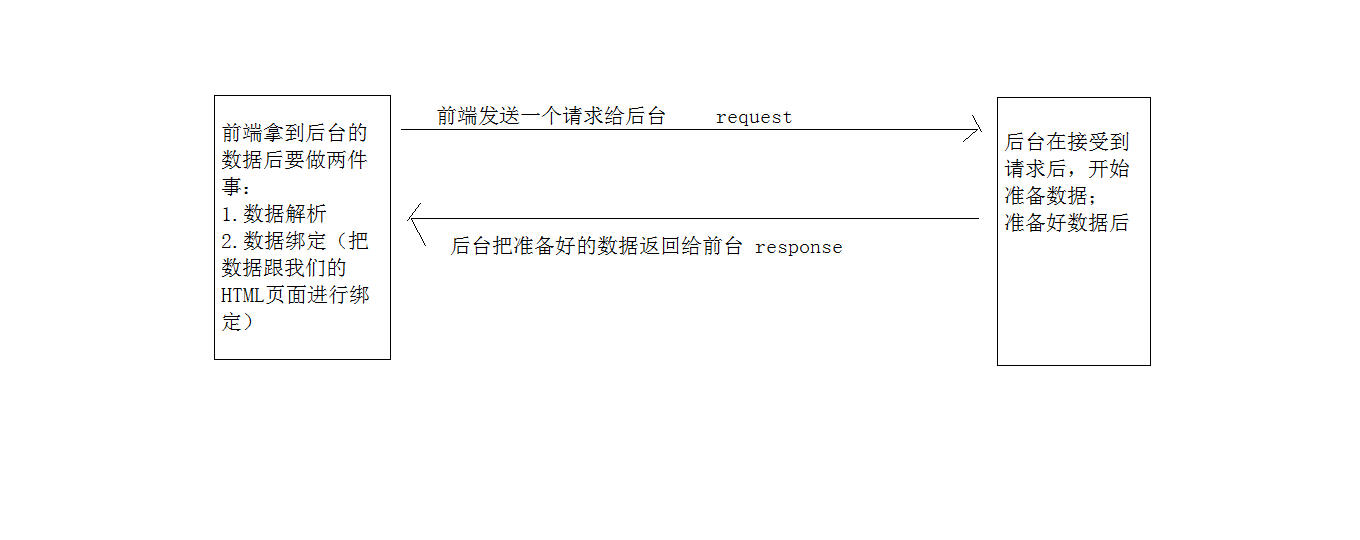 前端发送一个请求给后台 request
前端拿到后台的
数据后要做两件
事：
1.数据解析
2.数据绑定（把
数据跟我们的
HTML页面进行绑
定）
后台把准备好的数据返回给前台 response
后台在接受到
请求后，开始
准备数据；
准备好数据后